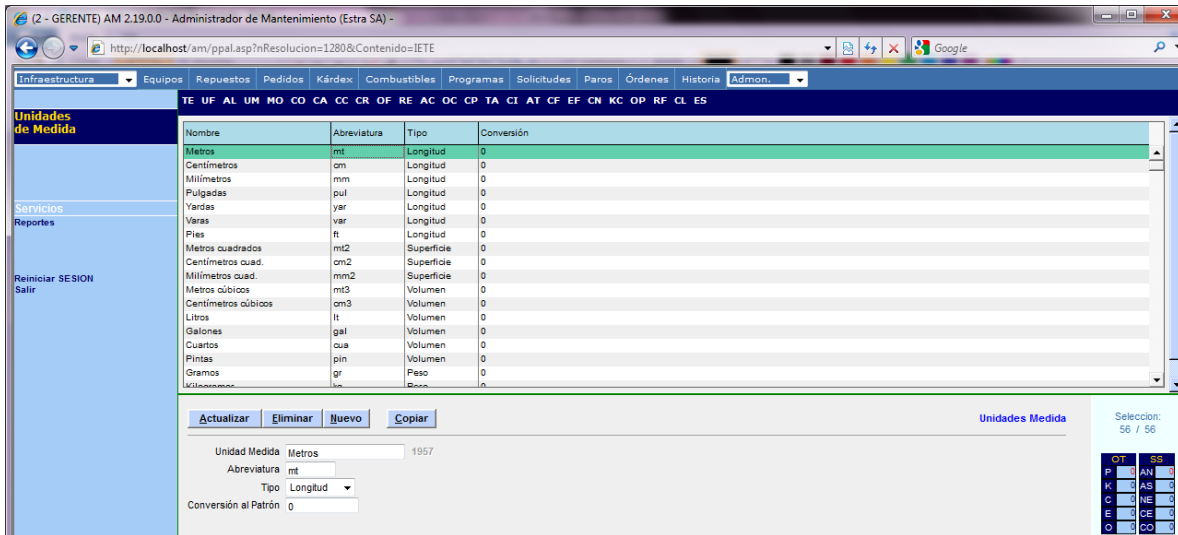 (2 - GERENTE) AM 2.19.0.0 - Administrador de Mantenimiento (Estra SA) -
http://localhost/am/ppal.asp?nResolucion=1280&Contenido=IETE
Google
Infraestructura Equipos Repuestos Pedidos Kárdex Combustibles Programas Solicitudes Paros Órdenes Historia Admon.
TE UF AL UM MO CO CA CC CR OF RE AC OC CP TA CI AT CF EF CN KC OP RF CL ES
Unidades
de Medida
Servicios
Reportes
Reiniciar SESION
Salir
Nombre Abreviatura Tipo Conversión
Metros mt Longitud 0
Centímetros cm Longitud 0
Milímetros mm Longitud 0
Pulgadas pul Longitud 0
Yardas yar Longitud 0
Varas var Longitud 0
Pies ft Longitud 0
Metros cuadrados mt2 Superficie 0
Centímetros cuad. cm2 Superficie 0
Milímetros cuad. mm2 Superficie 0
Metros cúbicos mt3 Volumen 0
Centímetros cúbicos cm3 Volumen 0
Litros lt Volumen 0
Galones gal Volumen 0
Cuartos cua Volumen 0
Pintas pin Volumen 0
Gramos gr Peso 0
Kilogramos kg Peso 0
Actualizar Eliminar Nuevo Copiar Unidades Medida
Unidad Medida Metros 1957
Abreviatura mt
Tipo Longitud
Conversión al Patrón 0
Seleccion:
56 / 56
OT SS
P 0 AN 0
K 0 AS 0
C 0 NE 0
E 0 CE 0
O 0 CO 0